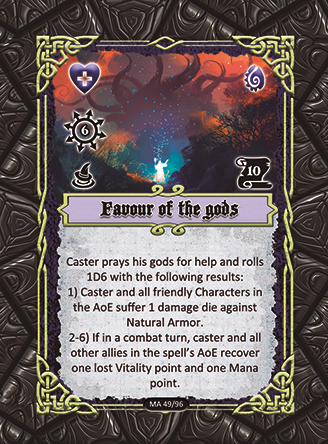 6
10
Favour of the gods
Caster prays his gods for help and rolls
1D6 with the following results:
1) Caster and all friendly Characters in
the AoE suffer 1 damage die against
Natural Armor.
2-6) If in a combat turn, caster and all
other allies in the spell's AoE recover
one lost Vitality point and one Mana
point.
MA 49/96